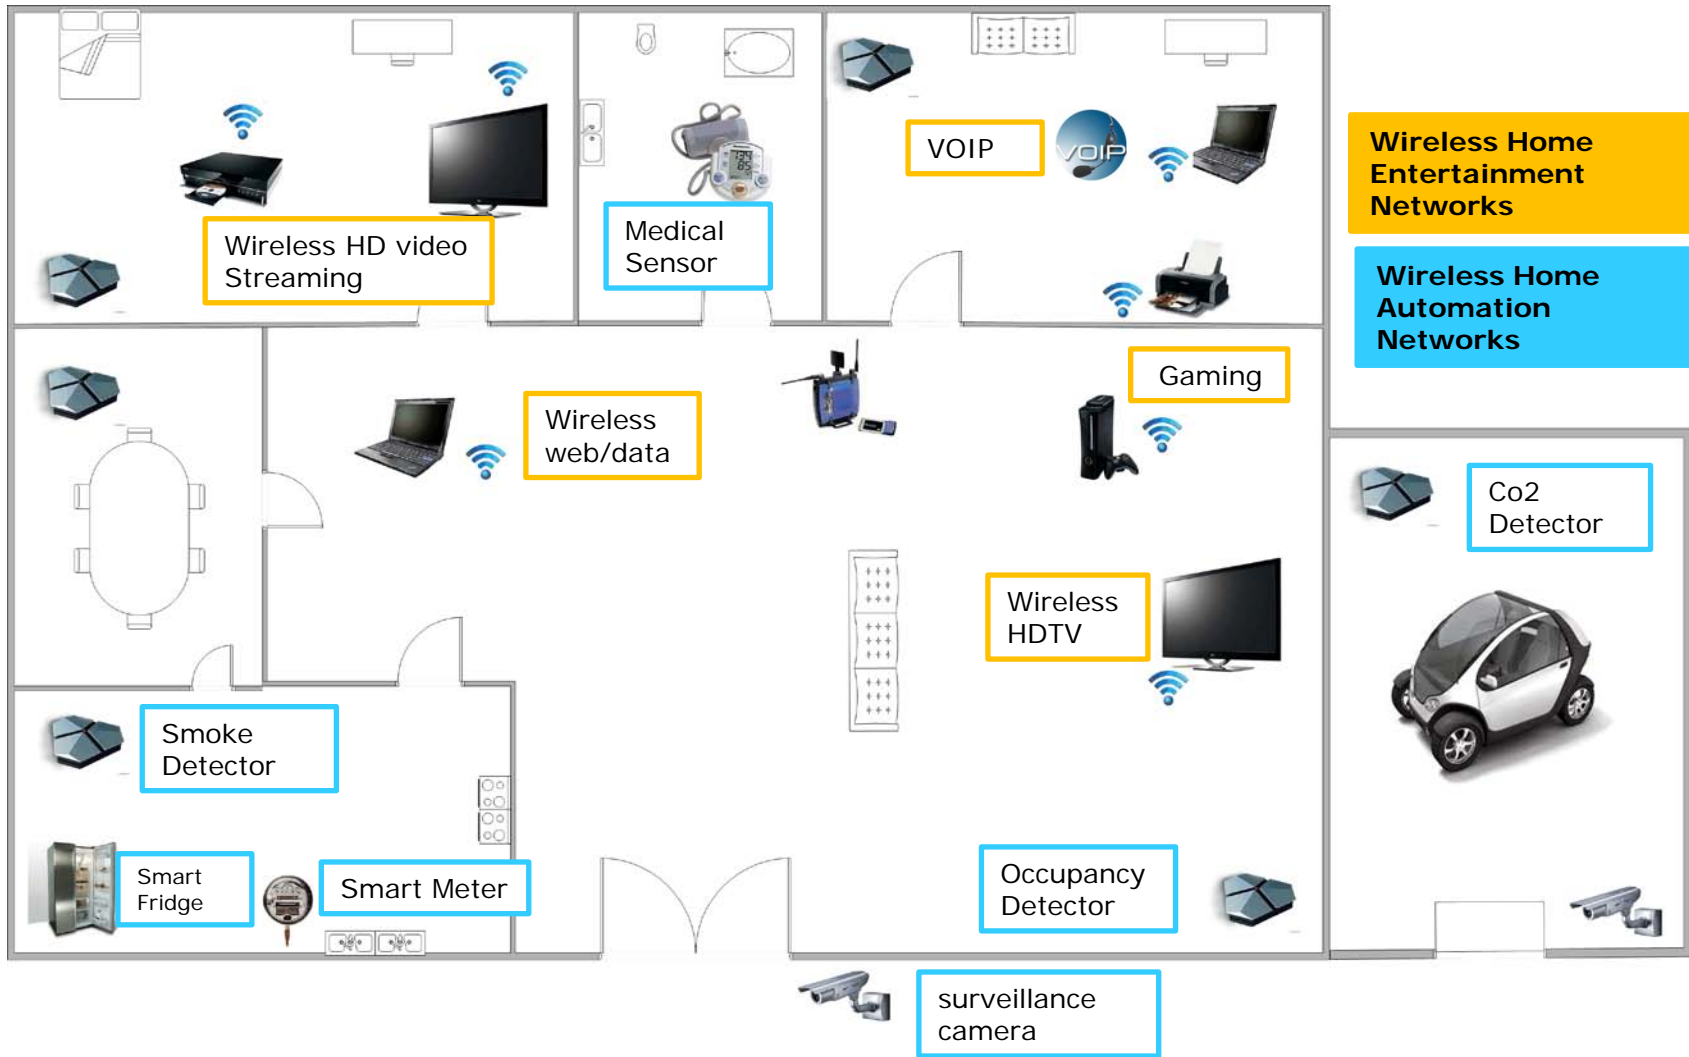 VOIP
VOIP
Wireless Home
Entertainment
Networks
Wireless HD video
Streaming
Medical
Sensor
Wireless Home
Automation
Networks
Gaming
Wireless
web/data
Co2
Detector
Wireless
HDTV
Smoke
Detector
Smart
Fridge
Smart Meter
Occupancy
Detector
surveillance
camera